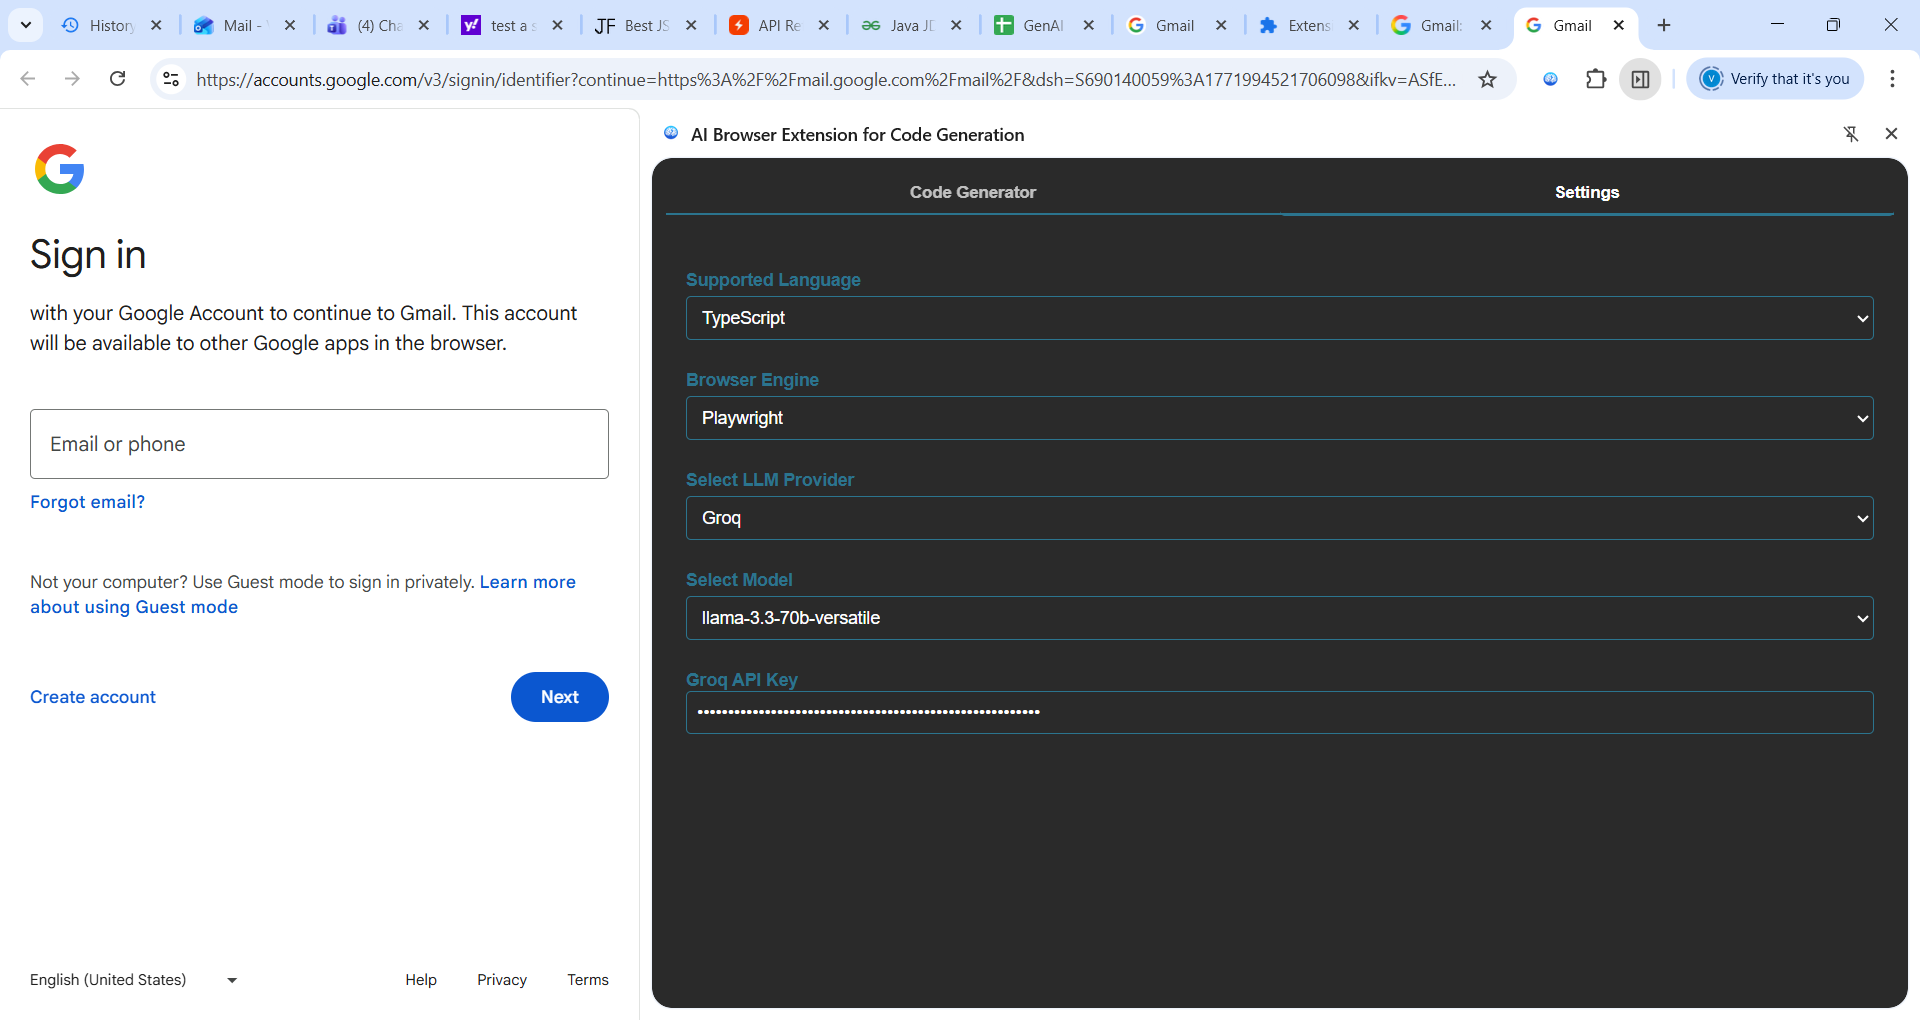 History
Mail -
(4) Cha
test a s
Best JS
API Re
Java JD
GenAI
Gmail
Extens
Gmail:
Gmail
https://accounts.google.com/v3/signin/identifier?continue=https%3A%2F%2Fmail.google.com%2Fmail%2F&dsh=S690140059%3A1771994521706098&ifkv=ASfE...
Verify that it's you
Sign in
with your Google Account to continue to Gmail. This account
will be available to other Google apps in the browser.
Email or phone
Forgot email?
Not your computer? Use Guest mode to sign in privately. Learn more
about using Guest mode
Create account
Next
English (United States)
Help
Privacy
Terms
AI Browser Extension for Code Generation
Code Generator
Settings
Supported Language
TypeScript
Browser Engine
Playwright
Select LLM Provider
Groq
Select Model
llama-3.3-70b-versatile
Groq API Key